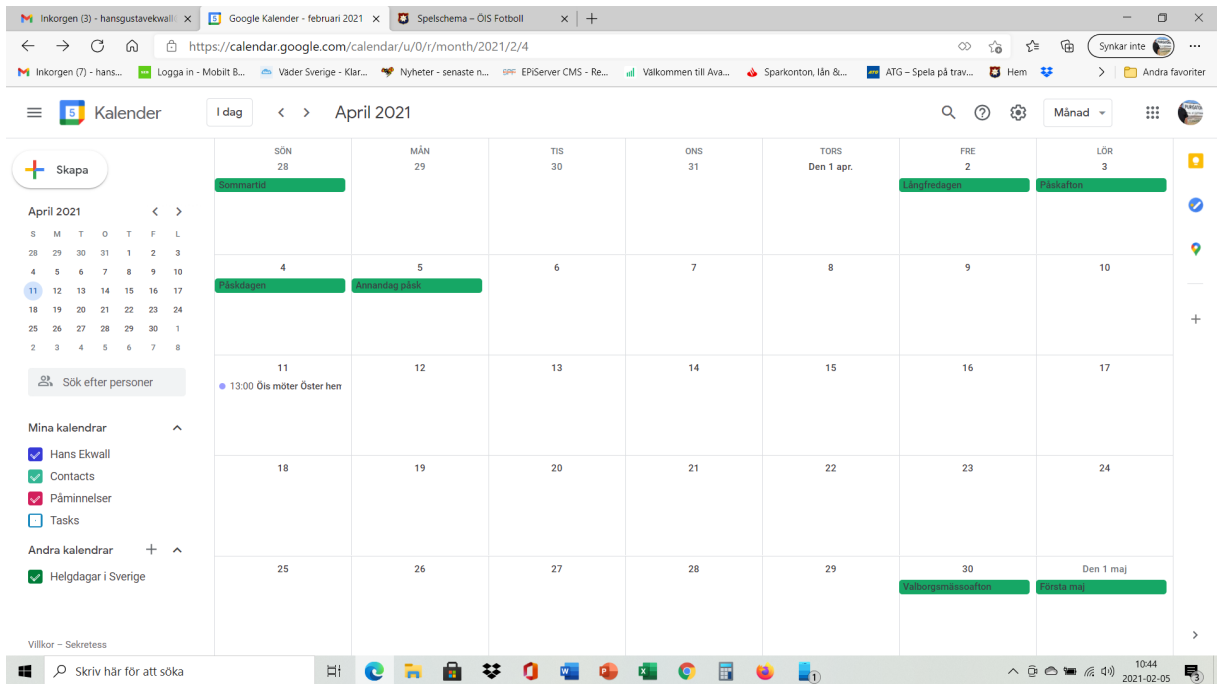 Inkorgen (3) - hansgustavekwall
Google Kalender - februari 2021
Spelschema – ÖIS Fotboll
https://calendar.google.com/calendar/u/0/r/month/2021/2/4
Synkar inte
Inkorgen (7) - hans...
Logga in - Mobilt B...
Väder Sverige - Klar...
Nyheter - senaste n...
EPiServer CMS - Re...
Välkommen till Ava...
Sparkonton, lån &...
ATG – Spela på trav...
Hem
Andra favoriter
5 Kalender
I dag
April 2021
Månad
Skapa
SÖN MÅN TIS ONS TORS FRE LÖR
28 29 30 31 Den 1 apr. 2 3
Sommartid Långfredagen Påskafton
4 5 6 7 8 9 10
Påskdagen Annandag påsk
11 12 13 14 15 16 17
13:00 Öis möter Öster hem
18 19 20 21 22 23 24
25 26 27 28 29 30 Den 1 maj
Valborgsmässoafton Första maj
April 2021
S M T O T F L
28 29 30 31 1 2 3
4 5 6 7 8 9 10
11 12 13 14 15 16 17
18 19 20 21 22 23 24
25 26 27 28 29 30 1
2 3 4 5 6 7 8
Sök efter personer
Mina kalendrar
Hans Ekwall
Contacts
Påminnelser
Tasks
Andra kalendrar
Helgdagar i Sverige
Villkor – Sekretess
Skriv här för att söka
1
10:44
2021-02-05
3